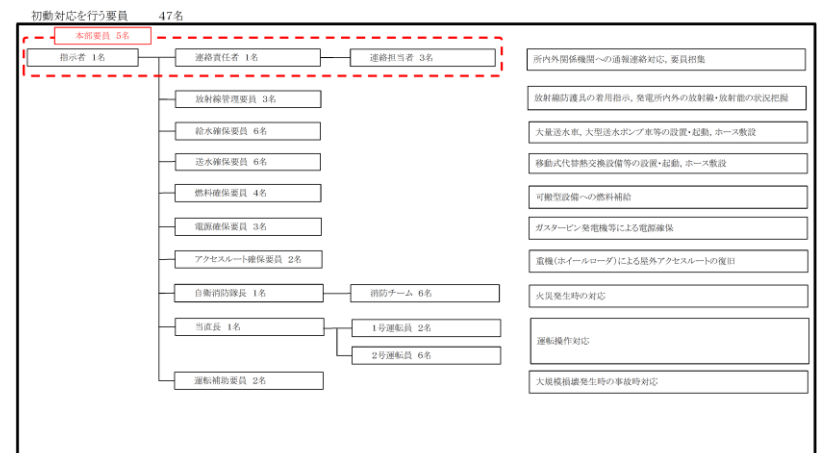 初動対応を行う要員 47名
本部要員 5名
指示者 1名 連絡責任者 1名 連絡担当者 3名 所内外関係機関への通報連絡対応，要員招集
放射線管理要員 3名 放射線防護具の着用指示，発電所内外の放射線・放射能の状況把握
給水確保要員 6名 大量送水車，大型送水ポンプ車等の設置・起動，ホース敷設
送水確保要員 6名 移動式代替熱交換設備等の設置・起動，ホース敷設
燃料確保要員 4名 可搬型設備への燃料補給
電源確保要員 3名 ガスタービン発電機等による電源確保
アクセスルート確保要員 2名 重機(ホイールローダ)による屋外アクセスルートの復旧
自衛消防隊長 1名 消防チーム 6名 火災発生時の対応
当直長 1名 1号運転員 2名 運転操作対応
2号運転員 6名
運転補助要員 2名 大規模損壊発生時の事故時対応